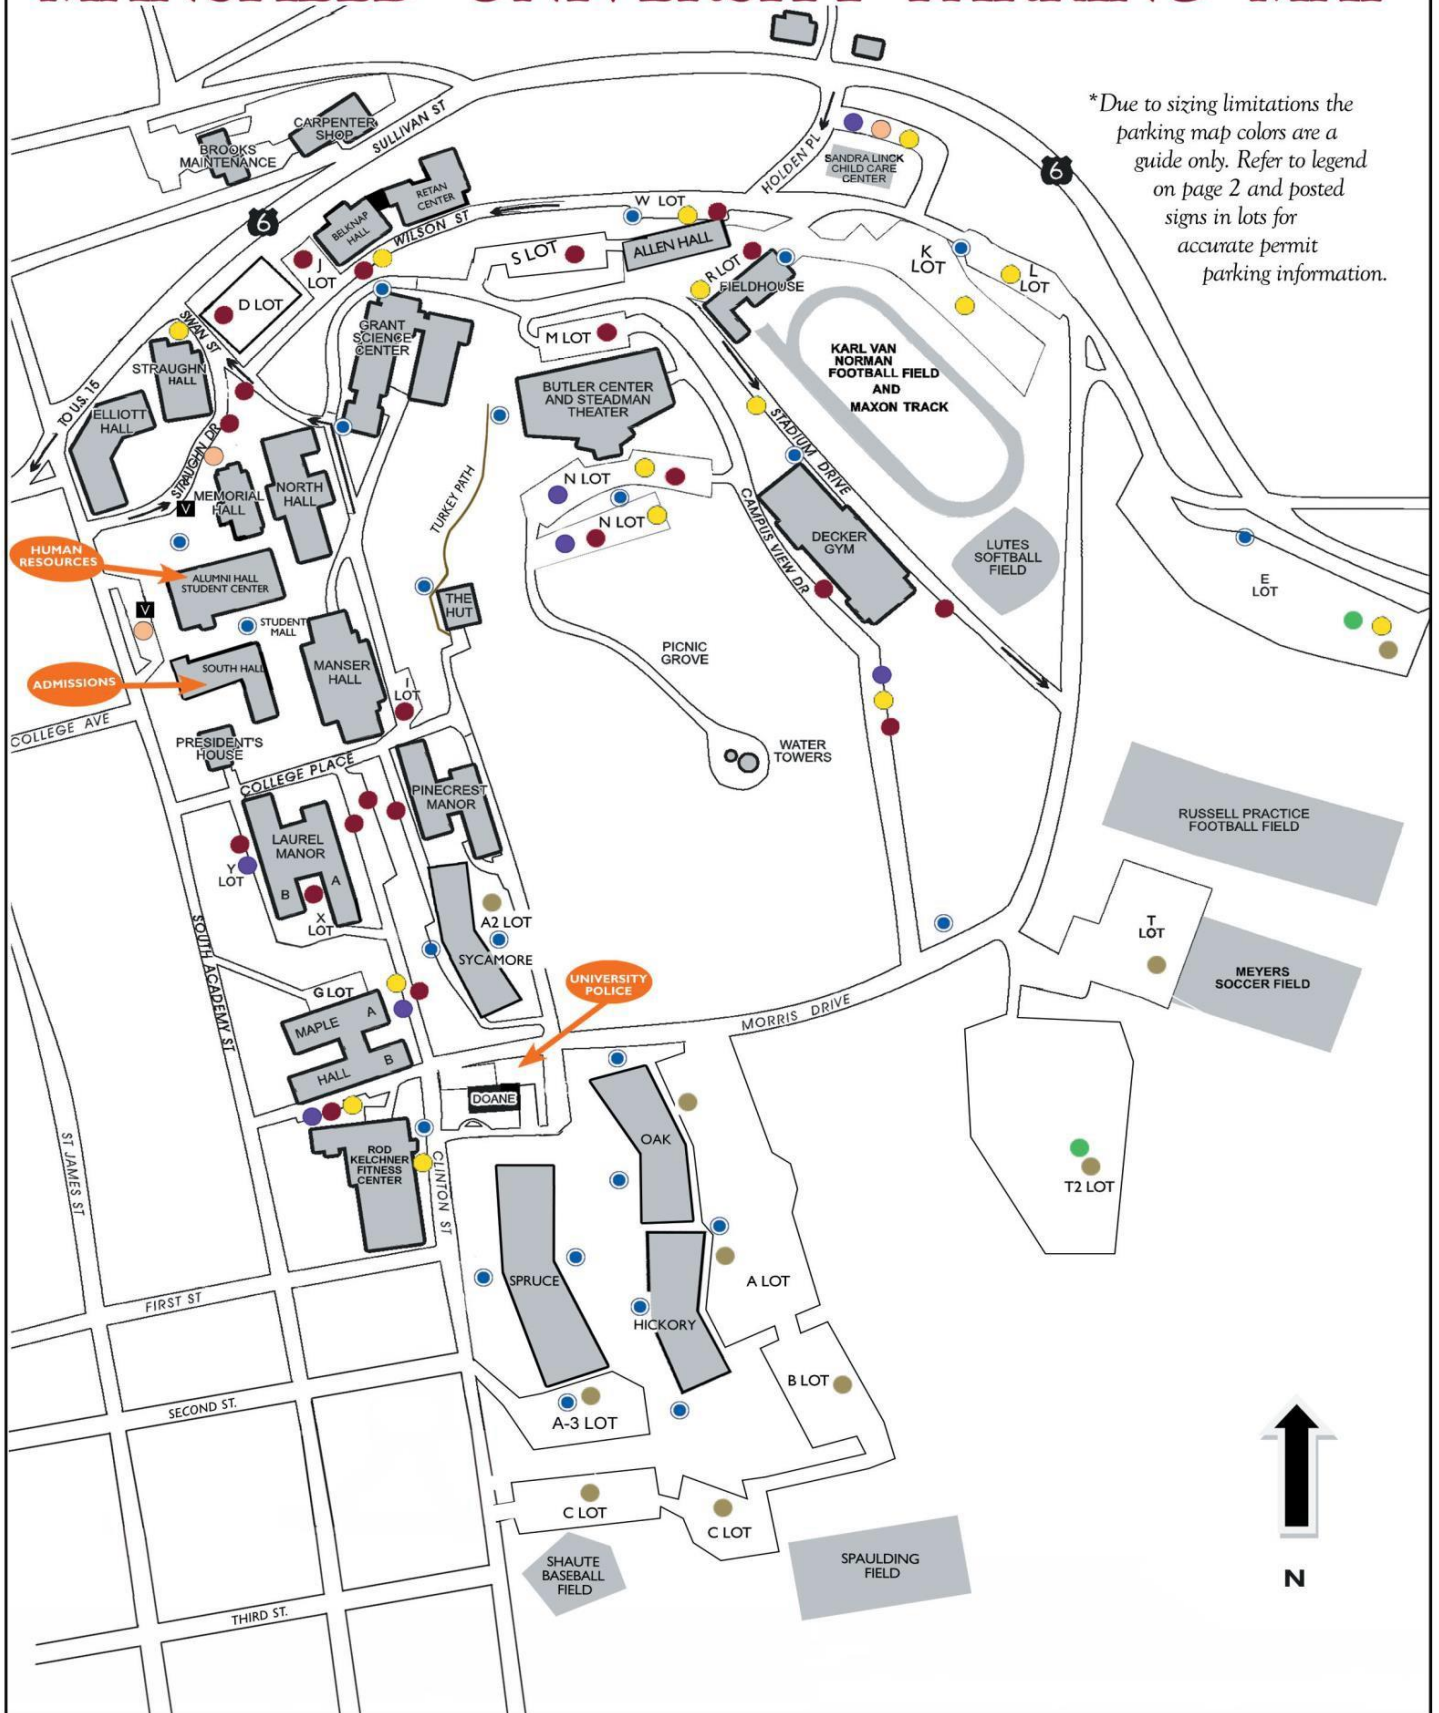 MANSFIELD UNIVERSITY PARKING MAP
*Due to sizing limitations the
parking map colors are a
guide only. Refer to legend
on page 2 and posted
signs in lots for
accurate permit
parking information.
CARPENTER
SHOP
BROOKS
MAINTENANCE
SULLIVAN ST
HOLDEN PL
SANDRA LINCK
CHILD CARE
CENTER
6
6
RETAN
CENTER
BELKNAP
HALL
WILSON ST
W LOT
ALLEN HALL
S LOT
R LOT
FIELDHOUSE
K
LOT
L
LOT
J
LOT
D LOT
SWAN ST
GRANT
SCIENCE
CENTER
M LOT
STRAUGHN
HALL
TO U.S. 15
ELLIOTT
HALL
BUTLER CENTER
AND STEADMAN
THEATER
KARL VAN
NORMAN
FOOTBALL FIELD
AND
MAXON TRACK
STADIUM DRIVE
STRAUGHN DR
V
MEMORIAL
HALL
NORTH
HALL
TURKEY PATH
N LOT
N LOT
CAMPUS VIEW DR
DECKER
GYM
LUTES
SOFTBALL
FIELD
HUMAN
RESOURCES
ALUMNI HALL
STUDENT CENTER
THE
HUT
E
LOT
V
STUDENT
MALL
SOUTH HALL
MANSER
HALL
PICNIC
GROVE
ADMISSIONS
I
LOT
COLLEGE AVE
PRESIDENT'S
HOUSE
WATER
TOWERS
COLLEGE PLACE
PINECREST
MANOR
RUSSELL PRACTICE
FOOTBALL FIELD
LAUREL
MANOR
Y
LOT
B
A
X
LOT
A2 LOT
SYCAMORE
T
LOT
MEYERS
SOCCER FIELD
SOUTH ACADEMY ST
UNIVERSITY
POLICE
G LOT
MAPLE
A
B
HALL
MORRIS DRIVE
DOANE
OAK
ROD
KELCHNER
FITNESS
CENTER
CLINTON ST
ST JAMES ST
T2 LOT
SPRUCE
A LOT
HICKORY
FIRST ST
SECOND ST.
A-3 LOT
B LOT
C LOT
C LOT
SHAUTE
BASEBALL
FIELD
SPAULDING
FIELD
N
THIRD ST.